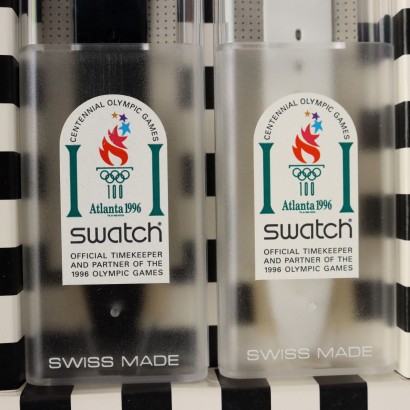 CENTENNIAL OLYMPIC GAMES
100
Atlanta 1996
swatch
OFFICIAL TIMEKEEPER
AND PARTNER OF THE
1996 OLYMPIC GAMES
SWISS MADE
CENTENNIAL OLYMPIC GAMES
100
Atlanta 1996
swatch
OFFICIAL TIMEKEEPER
AND PARTNER OF THE
1996 OLYMPIC GAMES
SWISS MADE